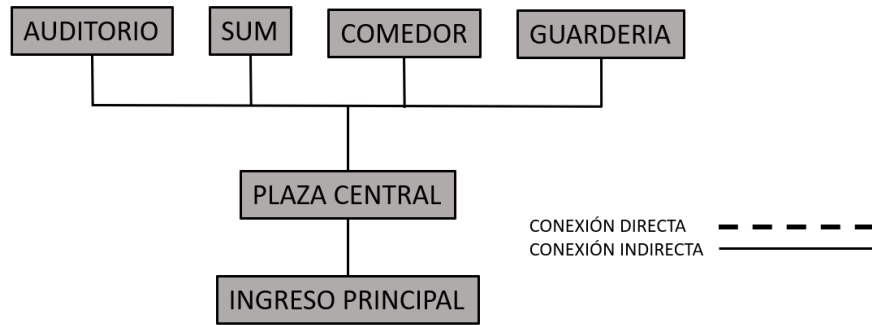 AUDITORIO
SUM
COMEDOR
GUARDERIA
PLAZA CENTRAL
CONEXIÓN DIRECTA
CONEXIÓN INDIRECTA
INGRESO PRINCIPAL